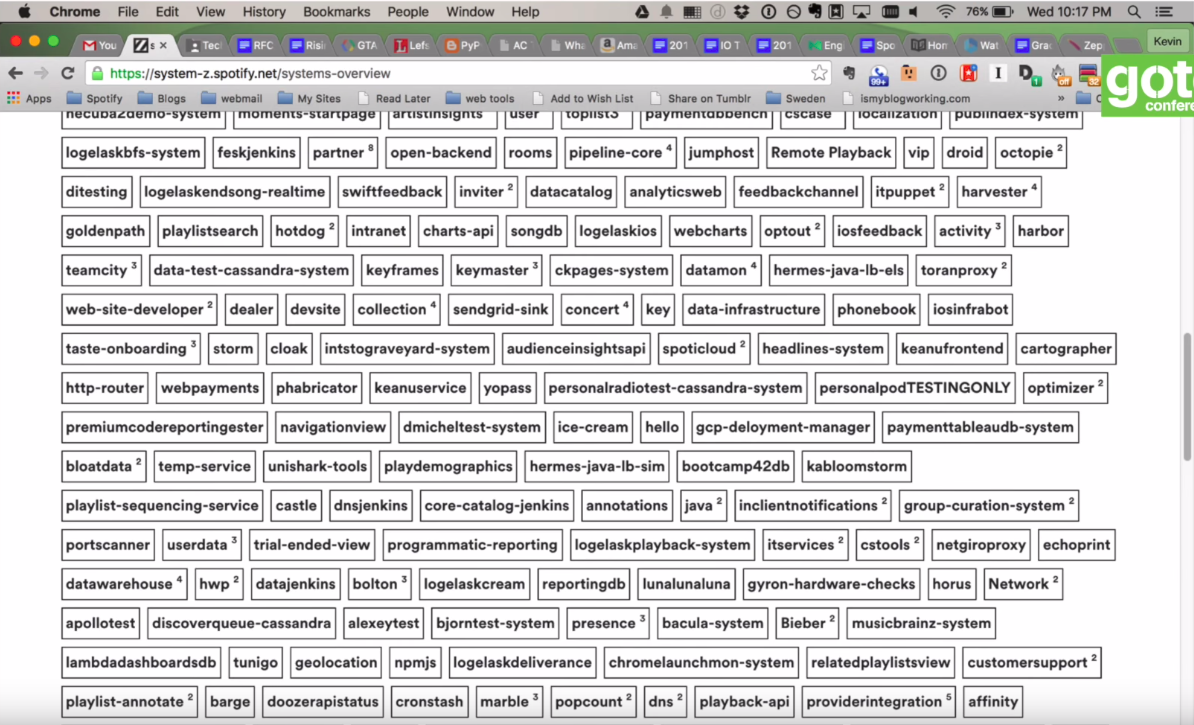 Chrome File Edit View History Bookmarks People Window Help 76% Wed 10:17 PM
You s Tecl RFC Risi GTA Lefs PyP AC Wha Ama 201 IO T 201 Eng Spo Hon Wat Gra Zep Kevin
https://system-z.spotify.net/systems-overview 99+ 1 off
Apps Spotify Blogs webmail My Sites Read Later web tools Add to Wish List Share on Tumblr Sweden ismyblogworking.com »
goto
confere
hecuba2demo-system moments-startpage artistinsights user toplist3 paymentdbbench cscase localization publindex-system
logelaskbfs-system feskjenkins partner 8 open-backend rooms pipeline-core 4 jumphost Remote Playback vip droid octopie 2
ditesting logelaskendsong-realtime swiftfeedback inviter 2 datacatalog analyticsweb feedbackchannel itpuppet 2 harvester 4
goldenpath playlistsearch hotdog 2 intranet charts-api songdb logelaskios webcharts optout 2 iosfeedback activity 3 harbor
teamcity 3 data-test-cassandra-system keyframes keymaster 3 ckpages-system datamon 4 hermes-java-lb-els toranproxy 2
web-site-developer 2 dealer devsite collection 4 sendgrid-sink concert 4 key data-infrastructure phonebook iosinfrabot
taste-onboarding 3 storm cloak intstograveyard-system audienceinsightsapi spoticloud 2 headlines-system keanufrontend cartographer
http-router webpayments phabricator keanuservice yopass personalradiotest-cassandra-system personalpodTESTINGONLY optimizer 2
premiumcodereportingester navigationview dmicheltest-system ice-cream hello gcp-deloyment-manager paymenttableaudb-system
bloatdata 2 temp-service unishark-tools playdemographics hermes-java-lb-sim bootcamp42db kabloomstorm
playlist-sequencing-service castle dnsjenkins core-catalog-jenkins annotations java 2 inclientnotifications 2 group-curation-system 2
portscanner userdata 3 trial-ended-view programmatic-reporting logelaskplayback-system itservices 2 cstools 2 netgiroproxy echoprint
datawarehouse 4 hwp 2 datajenkins bolton 3 logelaskcream reportingdb lunalunaluna gyron-hardware-checks horus Network 2
apollotest discoverqueue-cassandra alexeytest bjorntest-system presence 3 bacula-system Bieber 2 musicbrainz-system
lambdadashboardsdb tunigo geolocation npmjs logelaskdeliverance chromelaunchmon-system relatedplaylistsview customersupport 2
playlist-annotate 2 barge doozerapistatus cronstash marble 3 popcount 2 dns 2 playback-api providerintegration 5 affinity